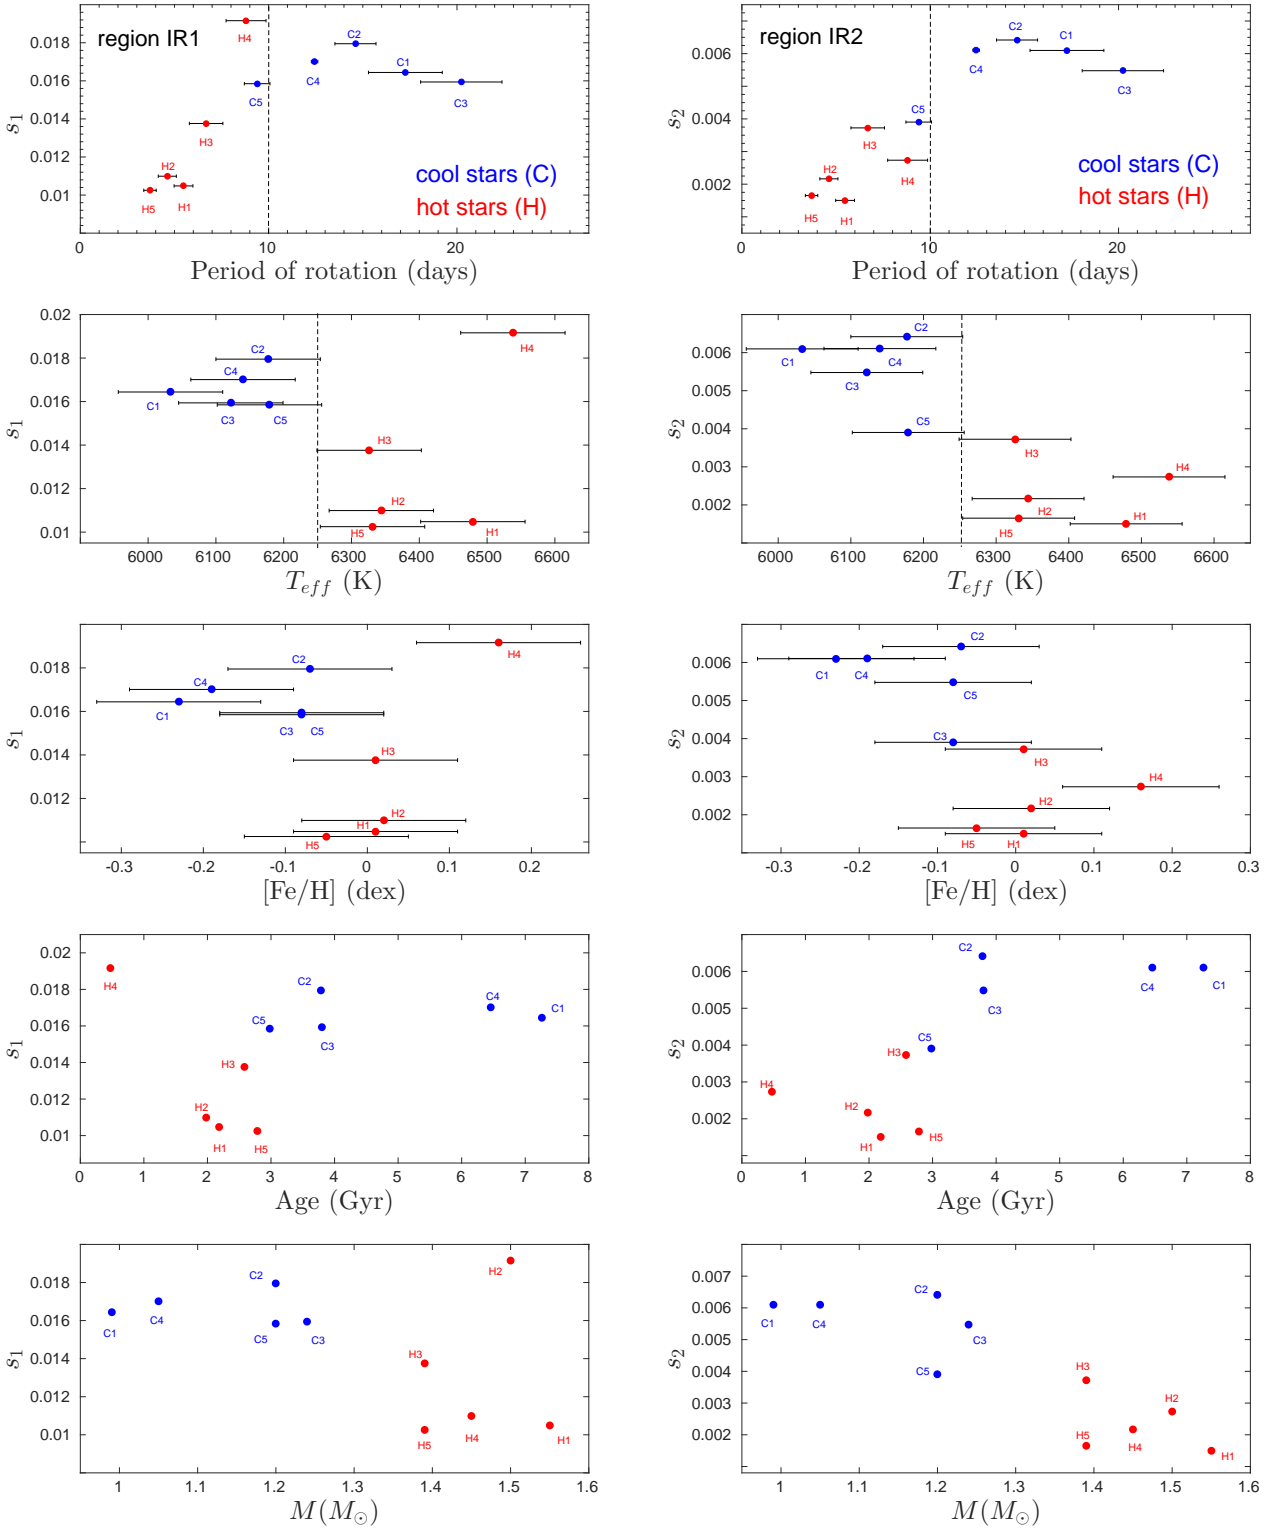 region IR1
0.018
0.016
0.014
0.012
0.01
s1
H4
C2
C1
C4
C3
C5
H3
H2
H5
H1
cool stars (C)
hot stars (H)
0
10
20
Period of rotation (days)
region IR2
0.006
0.004
0.002
s2
C2
C1
C4
C3
C5
H3
H4
H2
H5
H1
cool stars (C)
hot stars (H)
0
10
20
Period of rotation (days)
0.02
0.018
0.016
0.014
0.012
0.01
s1
C2
C4
C1
C3
C5
H4
H3
H2
H5
H1
6000
6100
6200
6300
6400
6500
6600
Teff (K)
0.006
0.005
0.004
0.003
0.002
s2
C2
C1
C4
C3
C5
H3
H4
H2
H5
H1
6000
6100
6200
6300
6400
6500
6600
Teff (K)
0.018
0.016
0.014
0.012
s1
H4
C2
C4
C1
C3
C5
H3
H2
H1
H5
-0.3
-0.2
-0.1
0
0.1
0.2
[Fe/H] (dex)
0.006
0.005
0.004
0.003
0.002
s2
C2
C1
C4
C5
C3
H3
H4
H2
H5
H1
-0.3
-0.2
-0.1
0
0.1
0.2
0.3
[Fe/H] (dex)
0.02
0.018
0.016
0.014
0.012
0.01
s1
H4
C2
C4
C1
C5
C3
H3
H2
H1
H5
0
1
2
3
4
5
6
7
8
Age (Gyr)
0.006
0.005
0.004
0.003
0.002
s2
C2
C4
C1
C3
C5
H3
H4
H2
H1
H5
0
1
2
3
4
5
6
7
8
Age (Gyr)
0.018
0.016
0.014
0.012
0.01
s1
C2
H2
C1
C4
C5
C3
H3
H5
H4
H1
1
1.1
1.2
1.3
1.4
1.5
1.6
M(M⊙)
0.007
0.006
0.005
0.004
0.003
0.002
s2
C2
C1
C4
C3
C5
H3
H2
H5
H4
H1
1
1.1
1.2
1.3
1.4
1.5
1.6
M(M⊙)